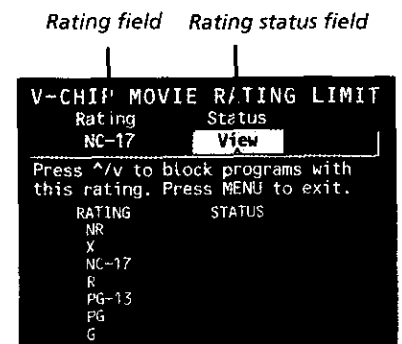 Rating field Rating status field
V-CHIP MOVIE RATING LIMIT
Rating Status
NC-17 View
Press ^/v to block programs with
this rating. Press MENU to exit.
RATING STATUS
NR
X
NC-17
R
PG-13
PG
G